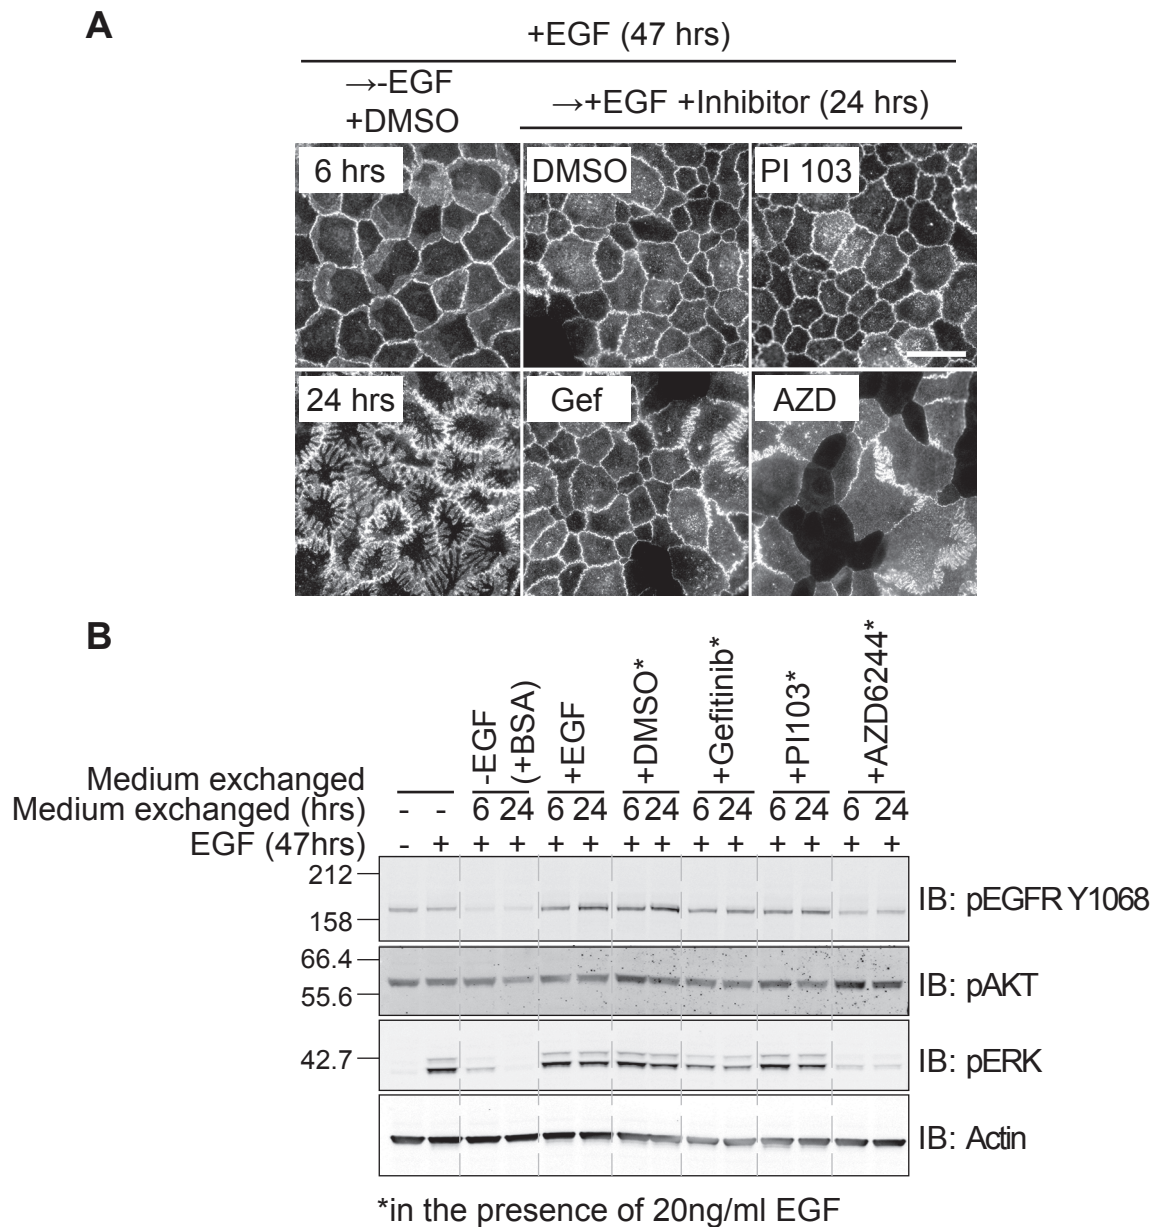 A
+EGF (47 hrs)
→-EGF
+DMSO
→+EGF +Inhibitor (24 hrs)
6 hrs
DMSO
PI 103
24 hrs
Gef
AZD
B
-EGF
(+BSA)
+EGF
+DMSO*
+Gefitinib*
+PI103*
+AZD6244*
Medium exchanged
Medium exchanged (hrs) - - 6 24 6 24 6 24 6 24 6 24 6 24
EGF (47hrs) - + + + + + + + + + + + + +
212
158
IB: pEGFR Y1068
66.4
55.6
IB: pAKT
42.7
IB: pERK
IB: Actin
*in the presence of 20ng/ml EGF